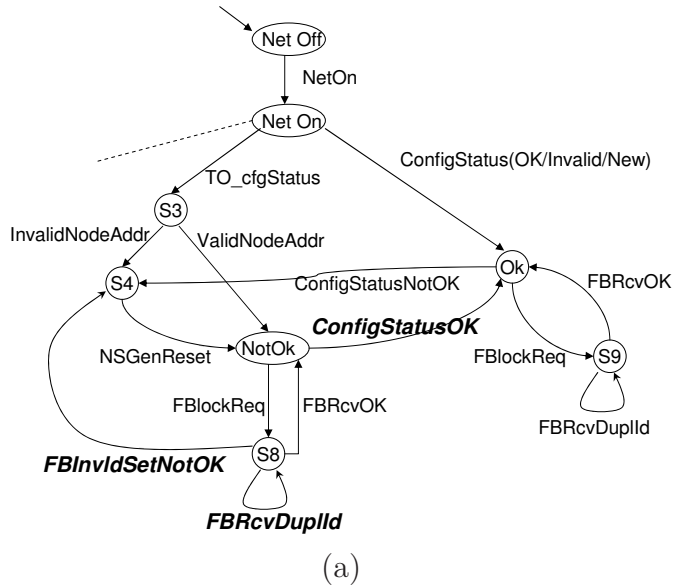 Net Off
NetOn
Net On
ConfigStatus(OK/Invalid/New)
TO_cfgStatus
S3
InvalidNodeAddr
ValidNodeAddr
Ok
S4
ConfigStatusNotOK
FBRcvOK
ConfigStatusOK
NSGenReset
NotOk
FBlockReq
S9
FBlockReq
FBRcvOK
FBRcvDuplId
S8
FBInvldSetNotOK
FBRcvDuplId
(a)